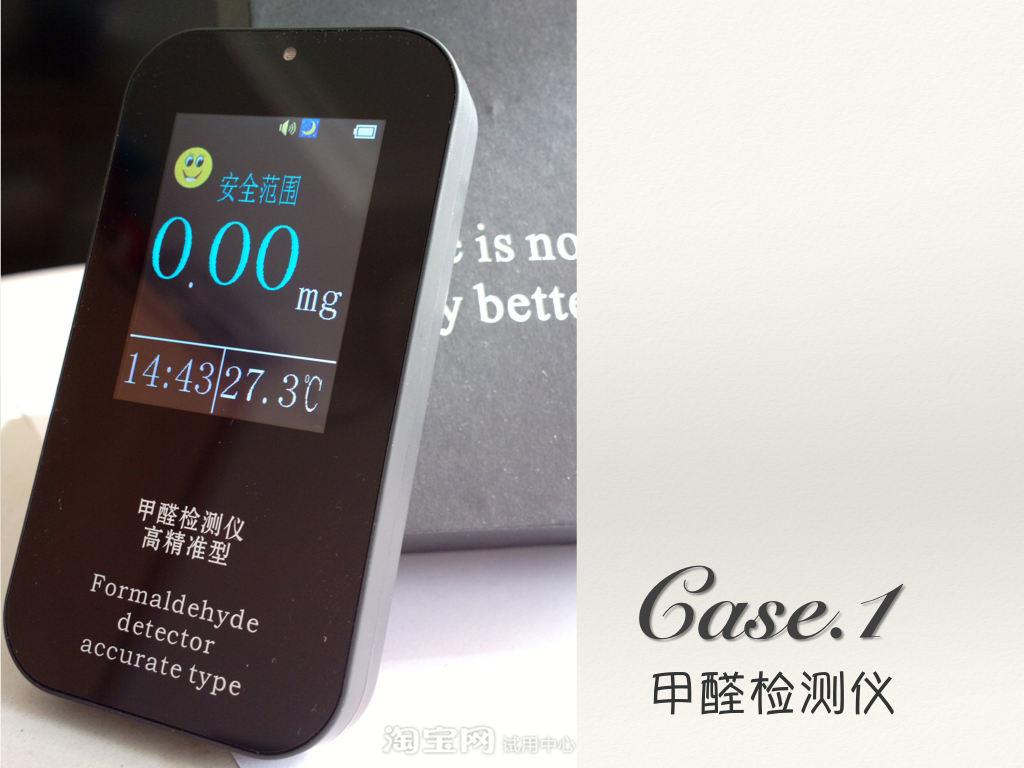 安全范围
0.00
mg
14:43
27.3℃
甲醛检测仪
高精准型
Formaldehyde
detector
accurate type
is no
y bette
淘宝网 试用中心
Case.1
甲醛检测仪